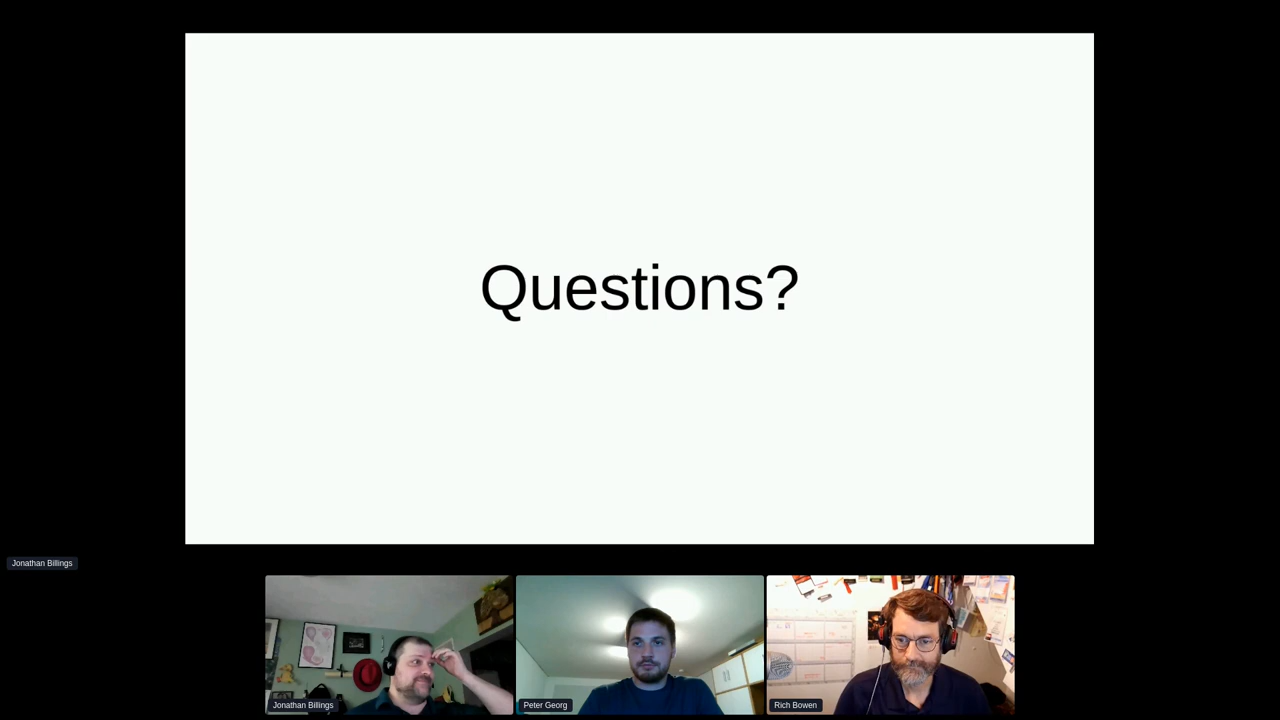 Questions?
Jonathan Billings
Jonathan Billings
Peter Georg
Rich Bowen